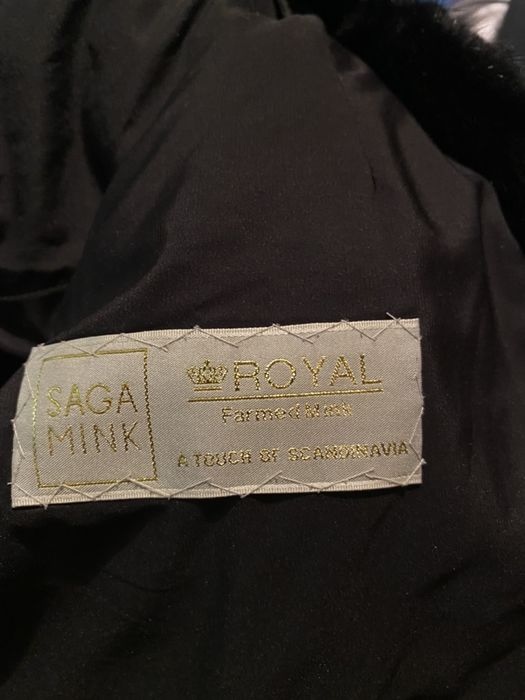 SAGA
MINK
ROYAL
Farmed Mink
A TOUCH OF SCANDINAVIA